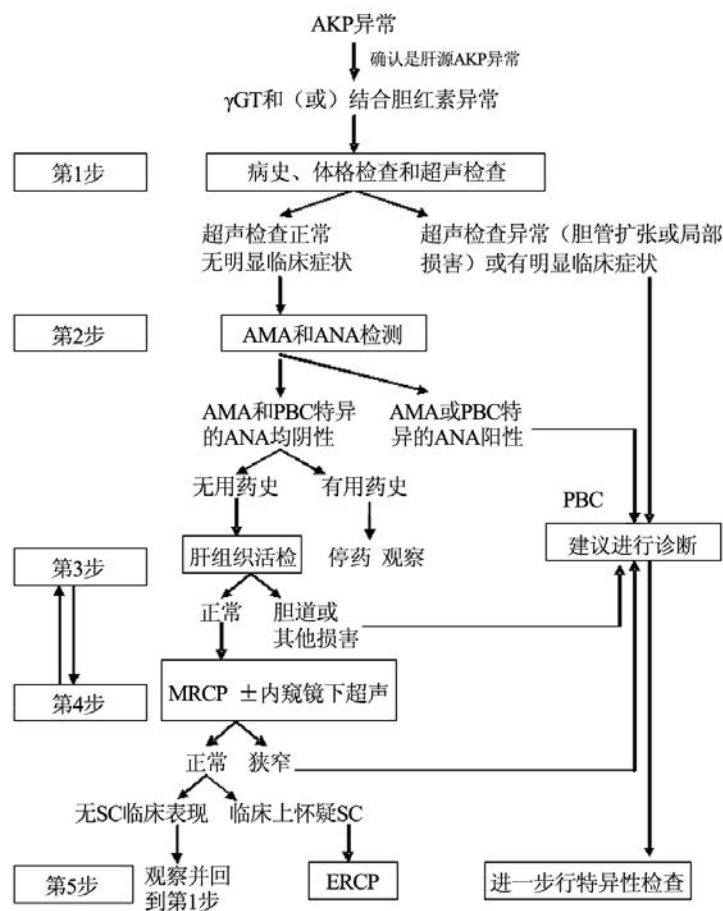 AKP异常
确认是肝源AKP异常
γGT和（或）结合胆红素异常
第1步
病史、体格检查和超声检查
超声检查正常
无明显临床症状
超声检查异常（胆管扩张或局部
损害）或有明显临床症状
第2步
AMA和ANA检测
AMA和PBC特异
的ANA均阴性
AMA或PBC特
异的ANA阳性
无用药史
有用药史
PBC
第3步
肝组织活检
停药 观察
建议进行诊断
正常
胆道或
其他损害
第4步
MRCP ±内窥镜下超声
正常
狭窄
无SC临床表现
临床上怀疑SC
第5步
观察并回
到第1步
ERCP
进一步行特异性检查